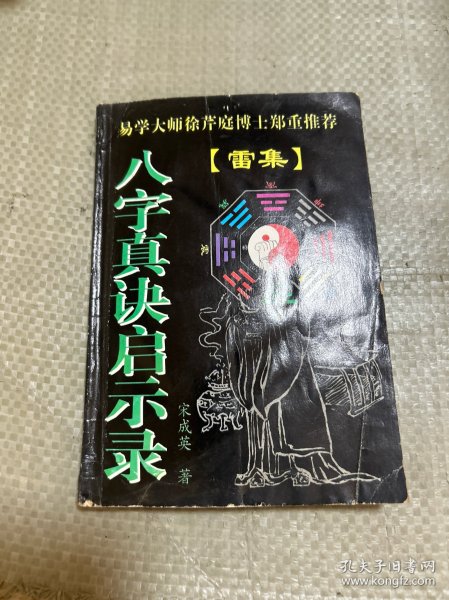 易学大师徐芹庭博士郑重推荐
【雷集】
八字真诀启示录
宋成英 著
孔夫子旧书网
www.kongfz.com